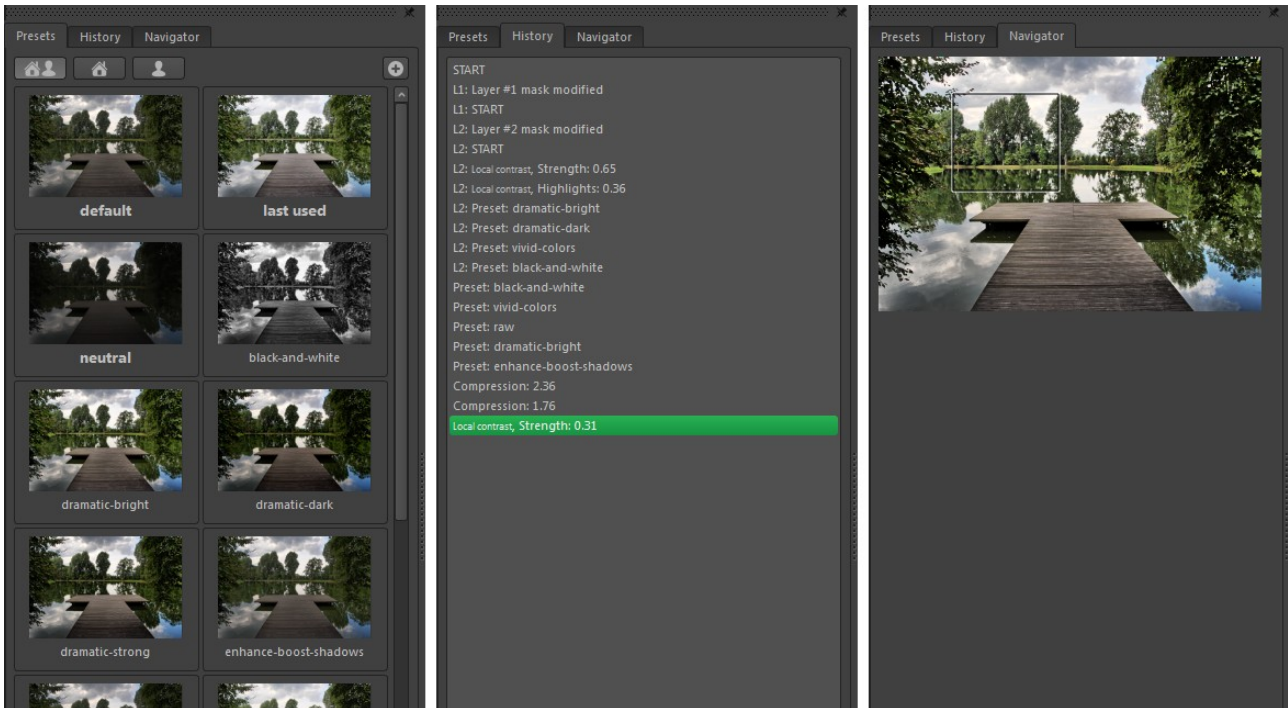 Presets History Navigator
default
last used
neutral
black-and-white
dramatic-bright
dramatic-dark
dramatic-strong
enhance-boost-shadows
Presets History Navigator
START
L1: Layer #1 mask modified
L1: START
L2: Layer #2 mask modified
L2: START
L2: Local contrast, Strength: 0.65
L2: Local contrast, Highlights: 0.36
L2: Preset: dramatic-bright
L2: Preset: dramatic-dark
L2: Preset: vivid-colors
L2: Preset: black-and-white
Preset: black-and-white
Preset: vivid-colors
Preset: raw
Preset: dramatic-bright
Preset: enhance-boost-shadows
Compression: 2.36
Compression: 1.76
Local contrast, Strength: 0.31
Presets History Navigator